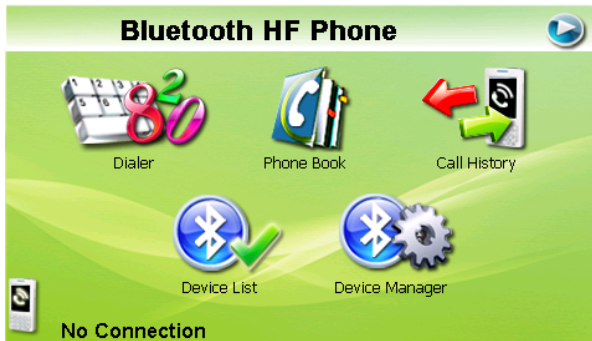 Bluetooth HF Phone
Dialer
Phone Book
Call History
Device List
Device Manager
No Connection